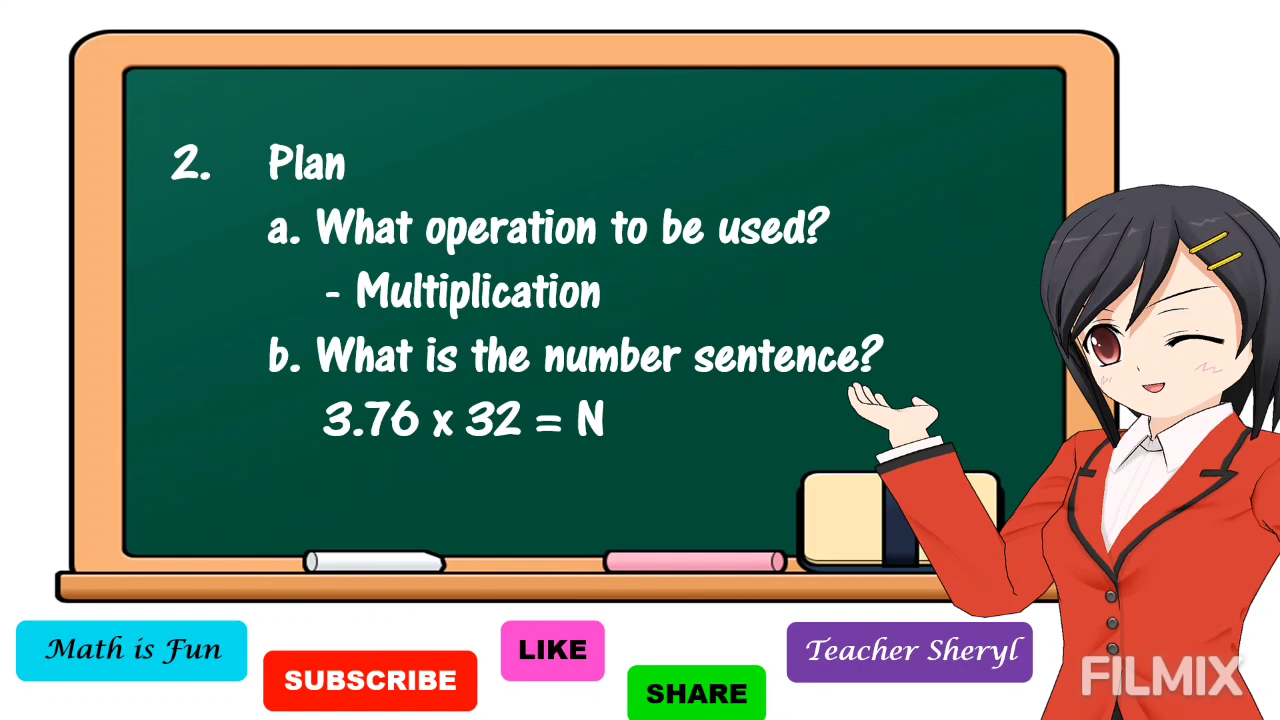 2. Plan
a. What operation to be used?
- Multiplication
b. What is the number sentence?
3.76 x 32 = N
Math is Fun
SUBSCRIBE
LIKE
SHARE
Teacher Sheryl
FILMIX